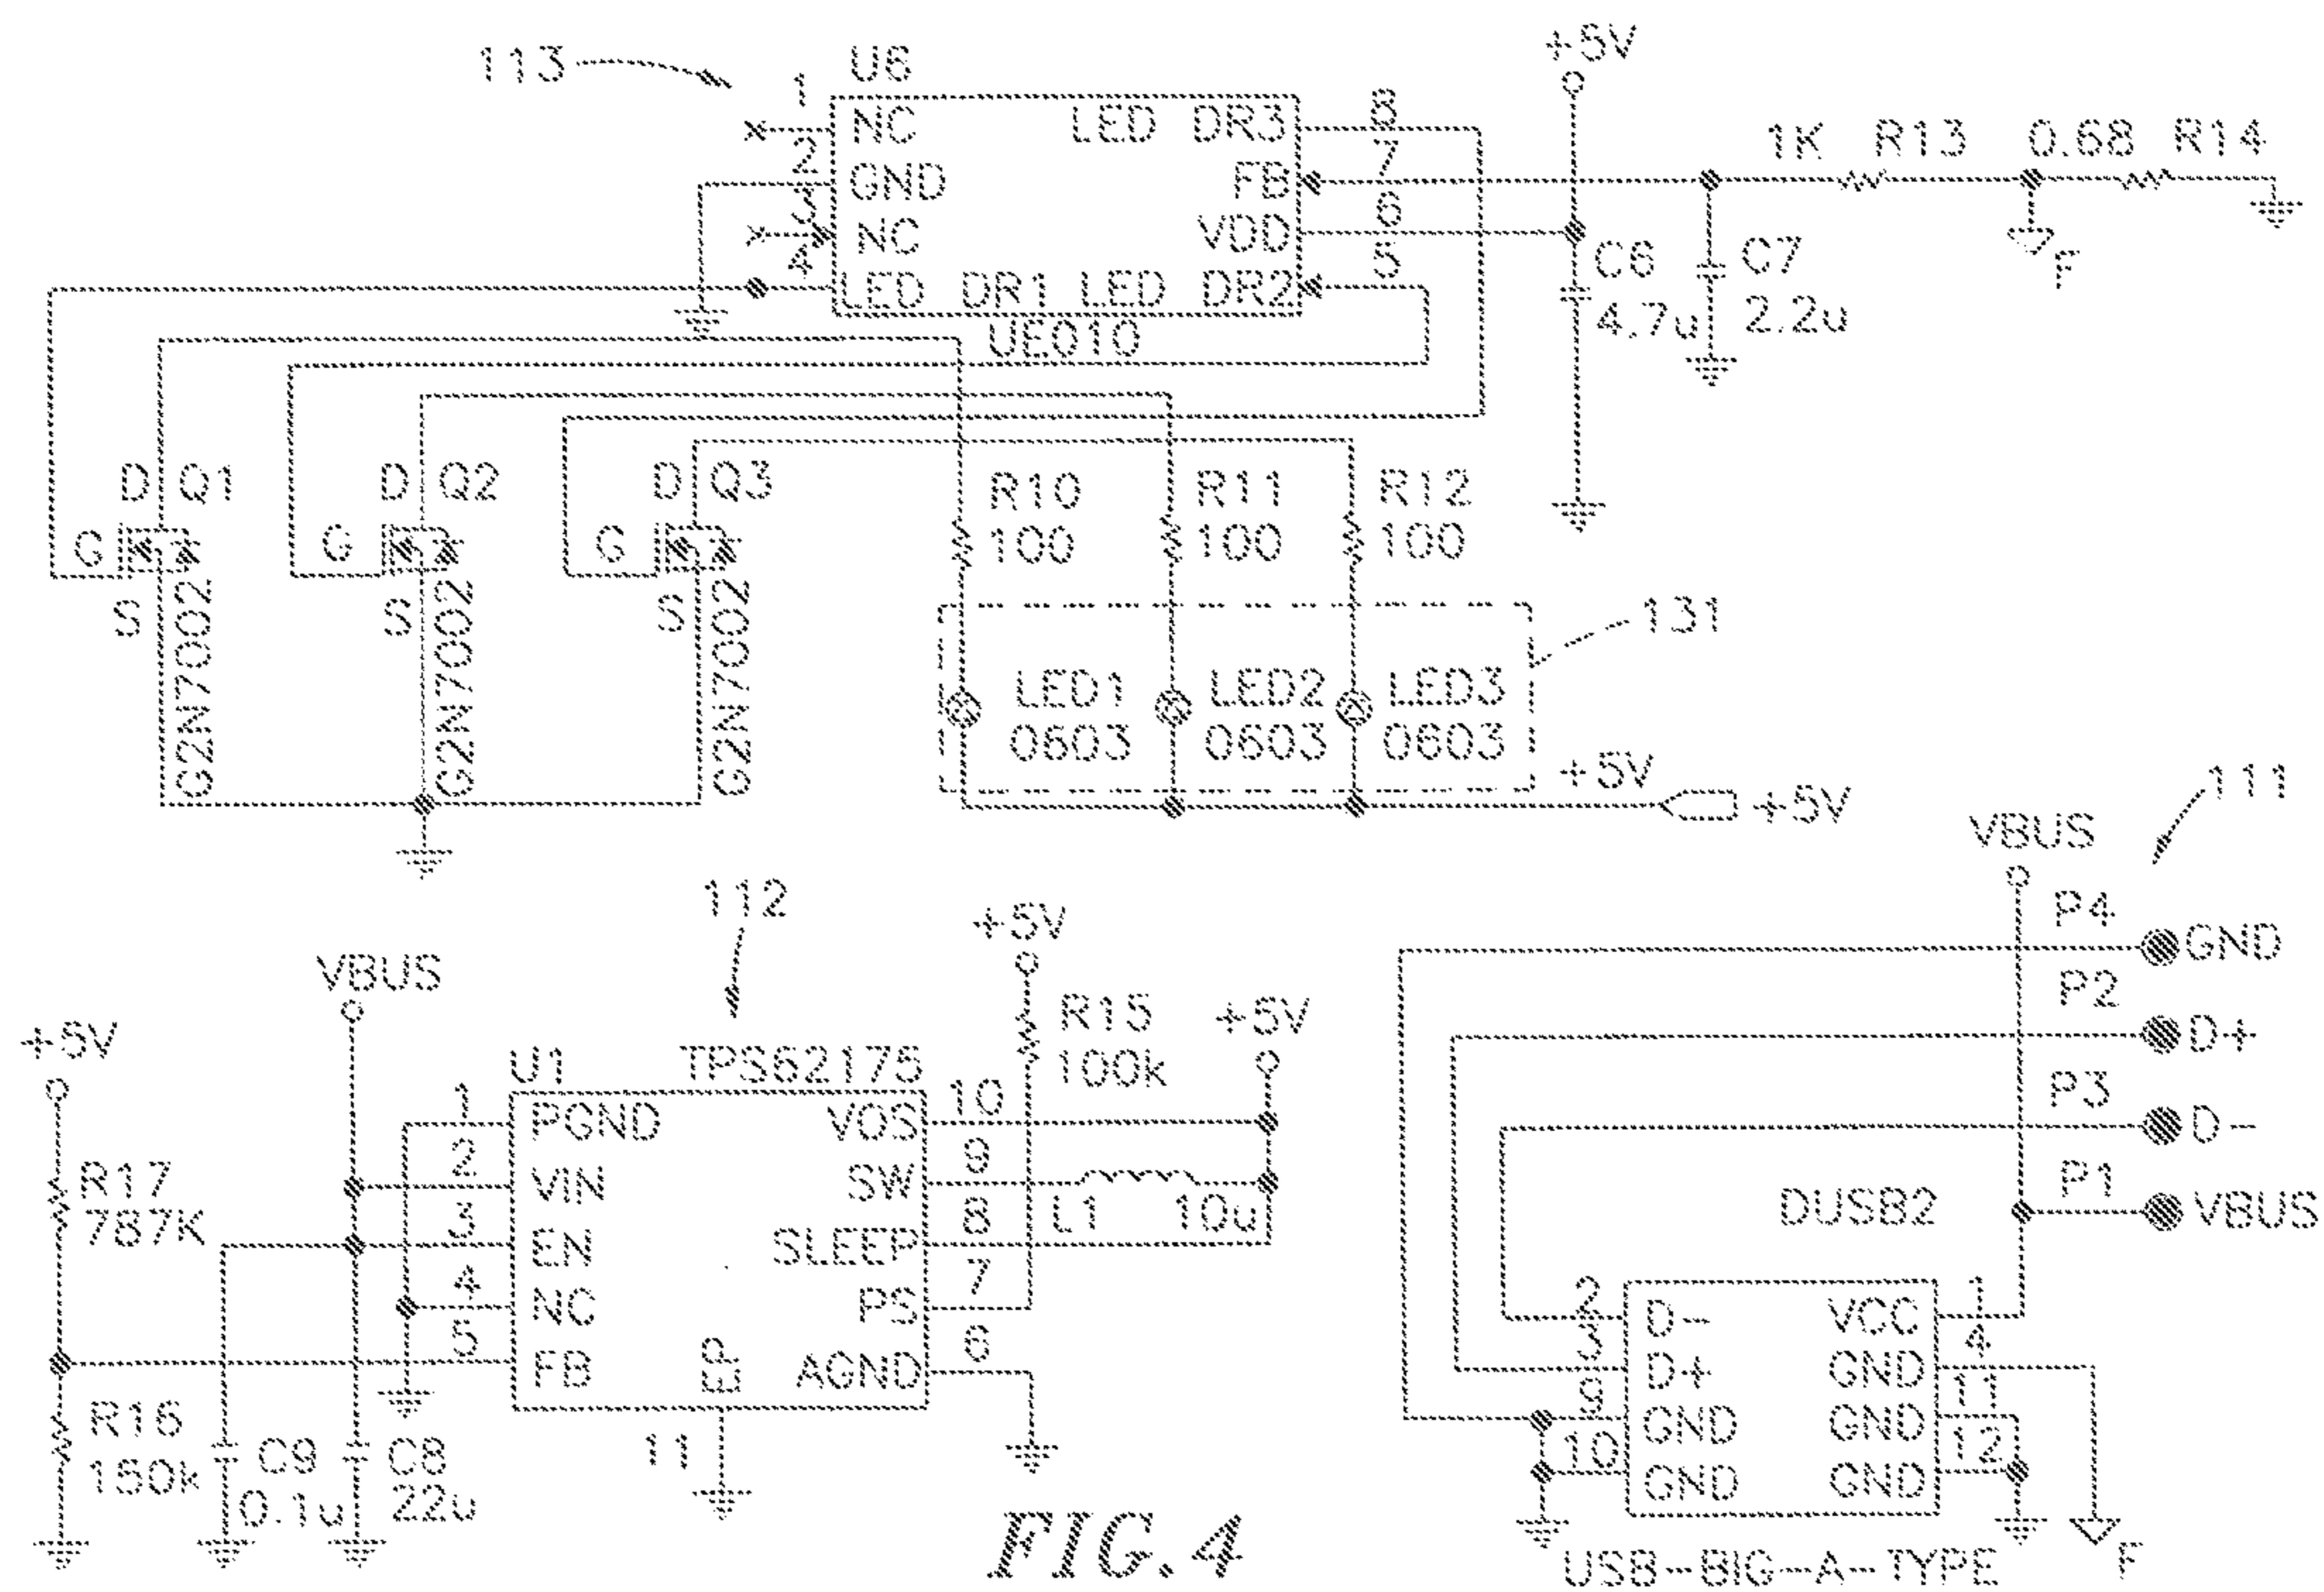 113
U6
+5V
1
NC
LED DR3
8
2
GND
FB
7
3
NC
VDD
6
4
LED DR1
LED DR2
5
UE010
1K R13
0.68 R14
F
C6
4.7u
C7
2.2u
D Q1
G
S
G2N7002
D Q2
G
S
G2N7002
D Q3
G
S
G2N7002
R10
100
R11
100
R12
100
131
LED1
0603
LED2
0603
LED3
0603
+5V
+5V
111
112
+5V
VBUS
+5V
R15
100k
+5V
U1
TPS62175
1
PGND
VOS
10
2
VIN
SW
9
3
EN
SLEEP
8
4
NC
PS
7
5
FB
EP
AGND
6
11
L1 10u
R17
787K
R16
150k
C9
0.1u
C8
22u
VBUS
P4
GND
P2
D+
P3
D-
P1
VBUS
DUSB2
2
D-
VCC
1
3
D+
GND
4
9
GND
GND
11
10
GND
GND
12
USB-BIG-A-TYPE
F
FIG. 4